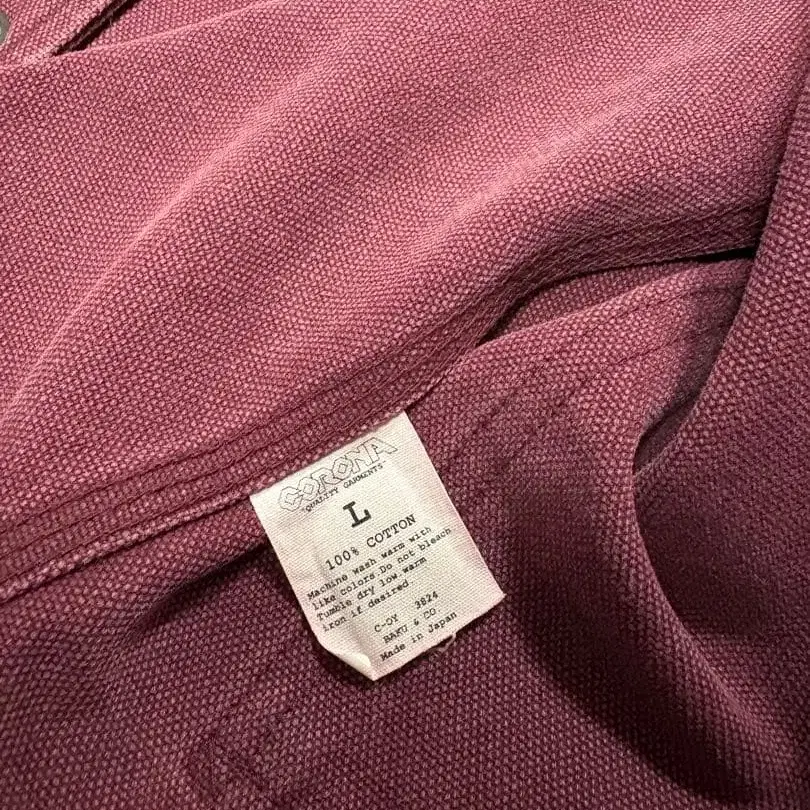 CORONA
"QUALITY GARMENTS"
L
100% COTTON
Machine wash warm with
like colors.Do not bleach
Tumble dry low.warm
iron if desired
C-OY 3824
BAKU & CO.
Made in Japan